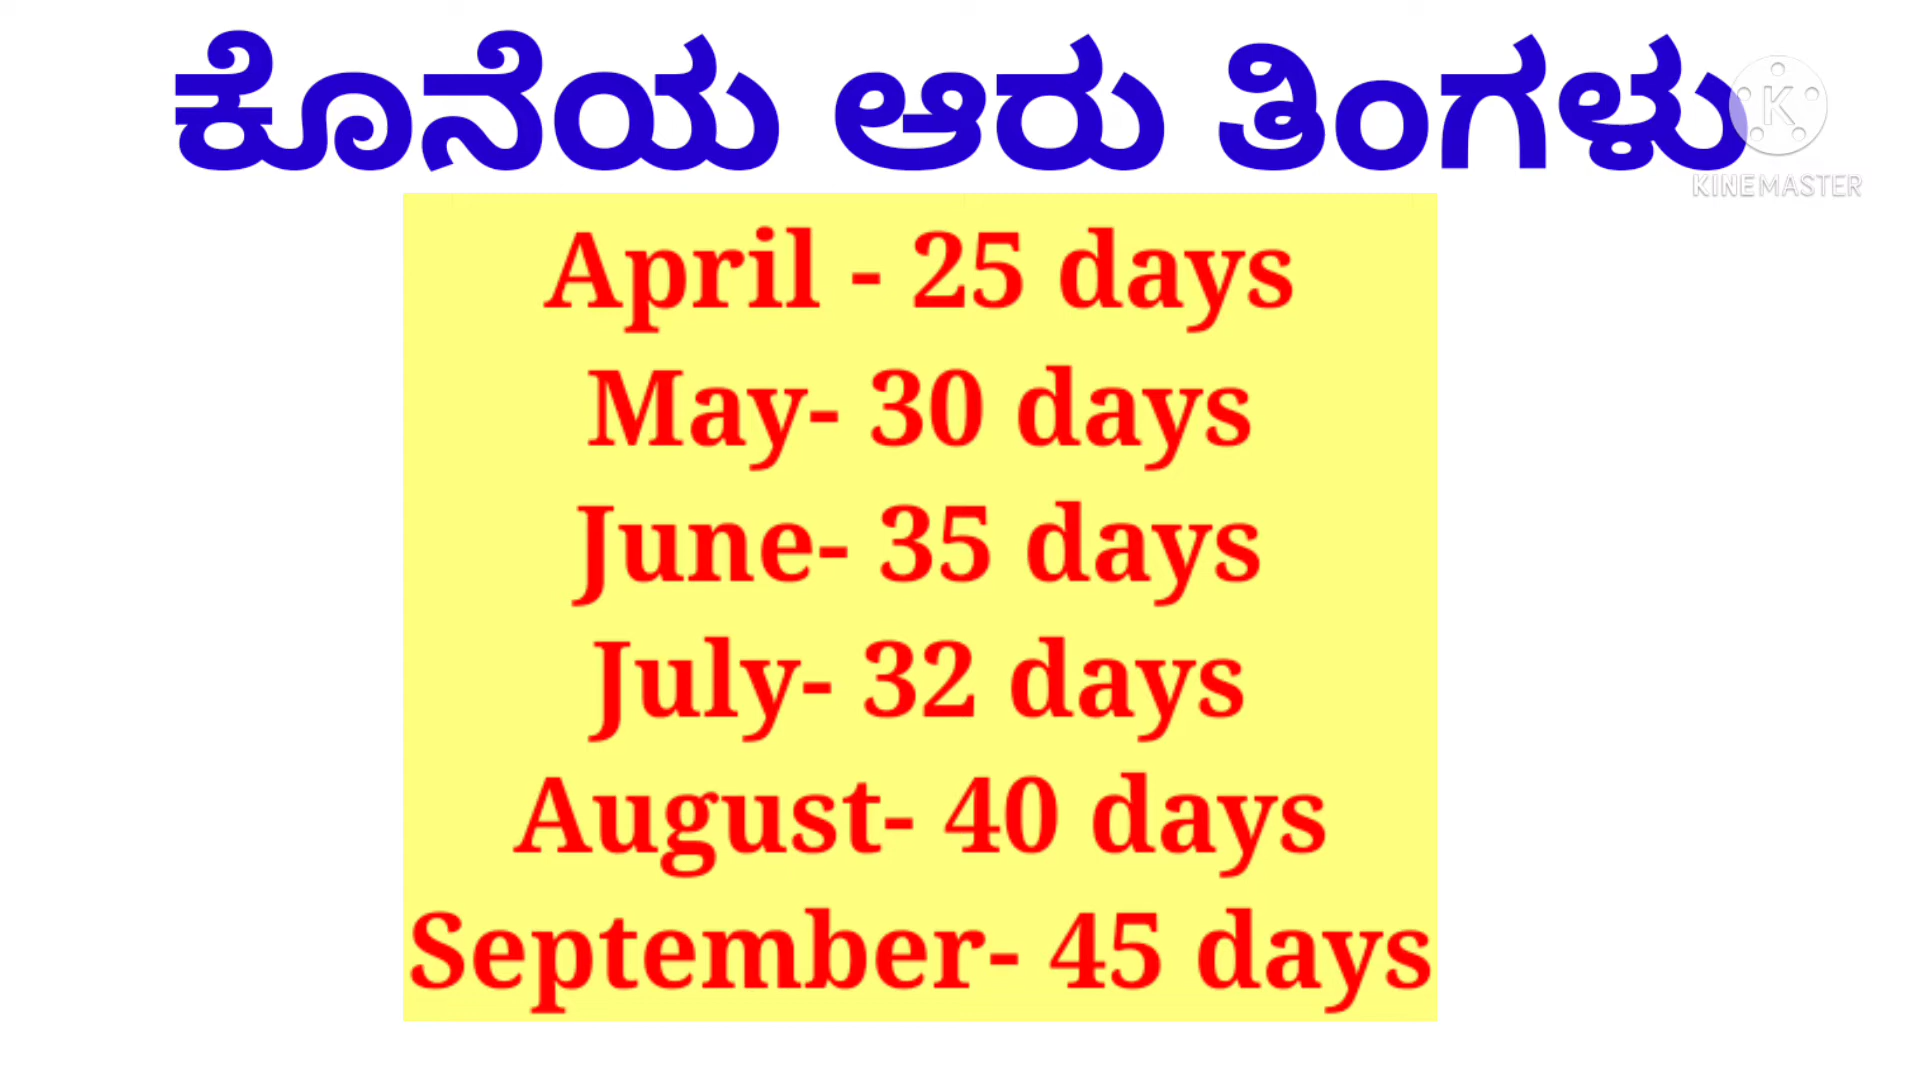 ಕೊನೆಯ ಆರು ತಿಂಗಳು
KINEMASTER
April - 25 days
May- 30 days
June- 35 days
July- 32 days
August- 40 days
September- 45 days